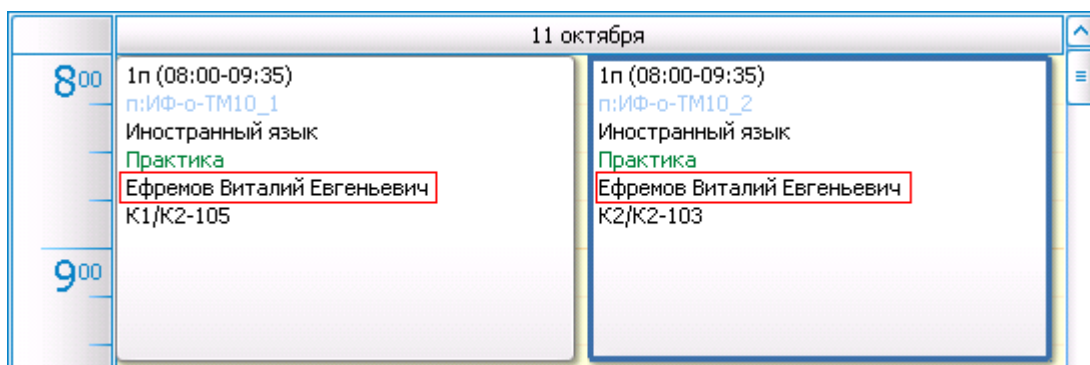 11 октября
8 00
1п (08:00-09:35)
п:ИФ-о-ТМ10_1
Иностранный язык
Практика
Ефремов Виталий Евгеньевич
К1/К2-105
1п (08:00-09:35)
п:ИФ-о-ТМ10_2
Иностранный язык
Практика
Ефремов Виталий Евгеньевич
К2/К2-103
9 00